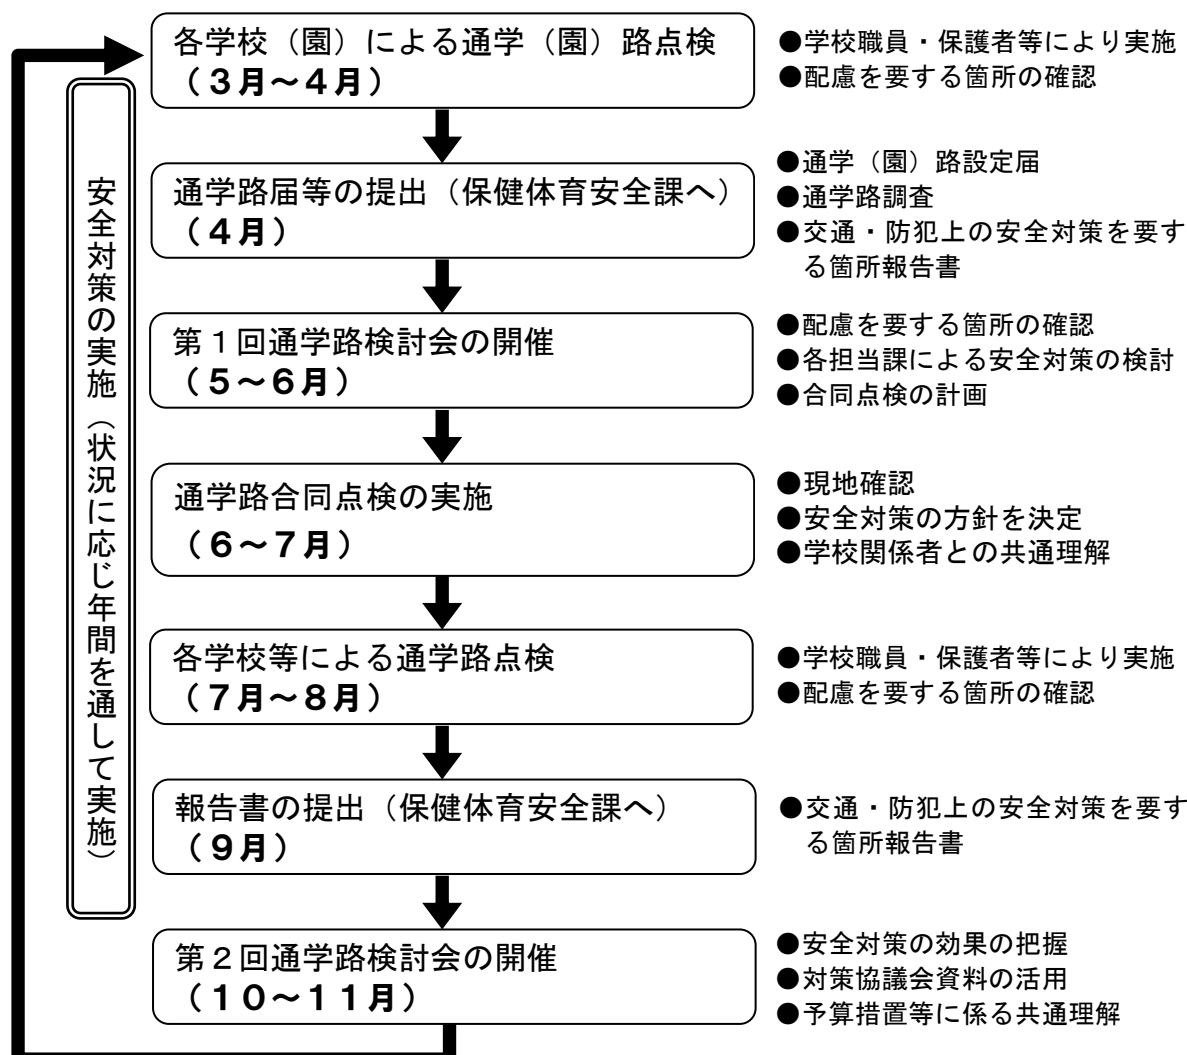 各学校（園）による通学（園）路点検
（３月～４月）
●学校職員・保護者等により実施
●配慮を要する箇所の確認
通学路届等の提出（保健体育安全課へ）
（４月）
●通学（園）路設定届
●通学路調査
●交通・防犯上の安全対策を要す
る箇所報告書
第１回通学路検討会の開催
（５～６月）
●配慮を要する箇所の確認
●各担当課による安全対策の検討
●合同点検の計画
通学路合同点検の実施
（６～７月）
●現地確認
●安全対策の方針を決定
●学校関係者との共通理解
各学校等による通学路点検
（７月～８月）
●学校職員・保護者等により実施
●配慮を要する箇所の確認
報告書の提出（保健体育安全課へ）
（９月）
●交通・防犯上の安全対策を要す
る箇所報告書
第２回通学路検討会の開催
（１０～１１月）
●安全対策の効果の把握
●対策協議会資料の活用
●予算措置等に係る共通理解
安全対策の実施（状況に応じ年間を通して実施）